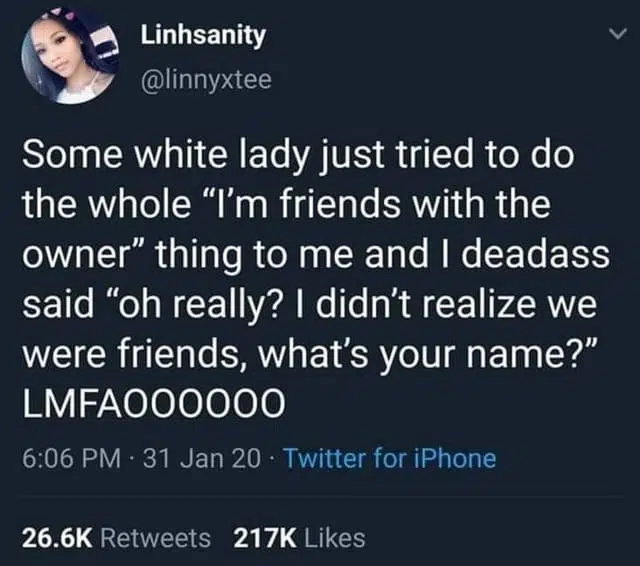 Linhsanity
@linnyxtee
Some white lady just tried to do
the whole “I’m friends with the
owner” thing to me and I deadass
said “oh really? I didn’t realize we
were friends, what’s your name?”
LMFAOOOOOO
6:06 PM · 31 Jan 20 · Twitter for iPhone
26.6K Retweets 217K Likes